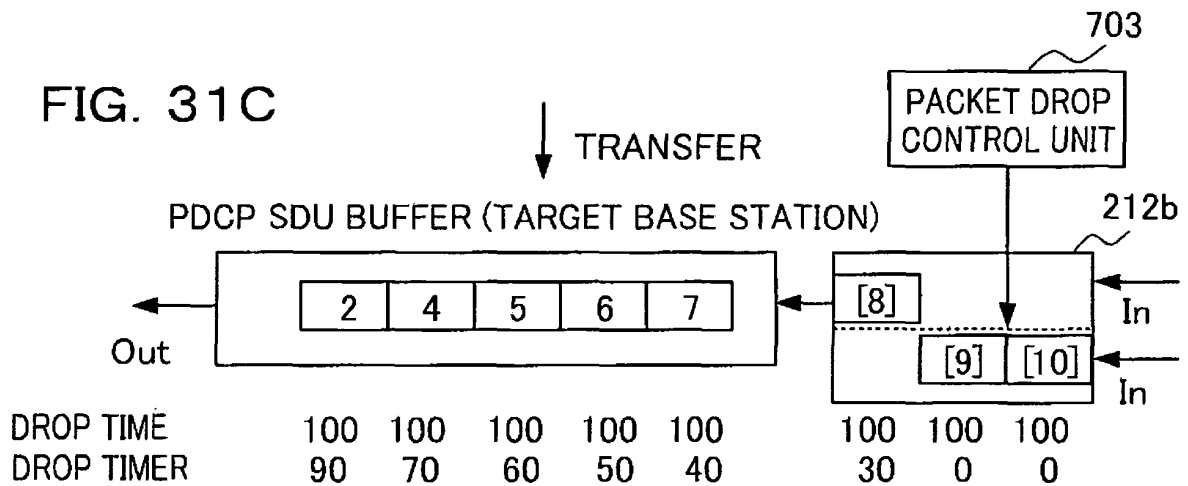 703
FIG. 31C
PACKET DROP
CONTROL UNIT
TRANSFER
PDCP SDU BUFFER (TARGET BASE STATION)
212b
2 4 5 6 7
[8]
In
Out
[9] [10]
In
DROP TIME 100 100 100 100 100 100 100 100
DROP TIMER 90 70 60 50 40 30 0 0